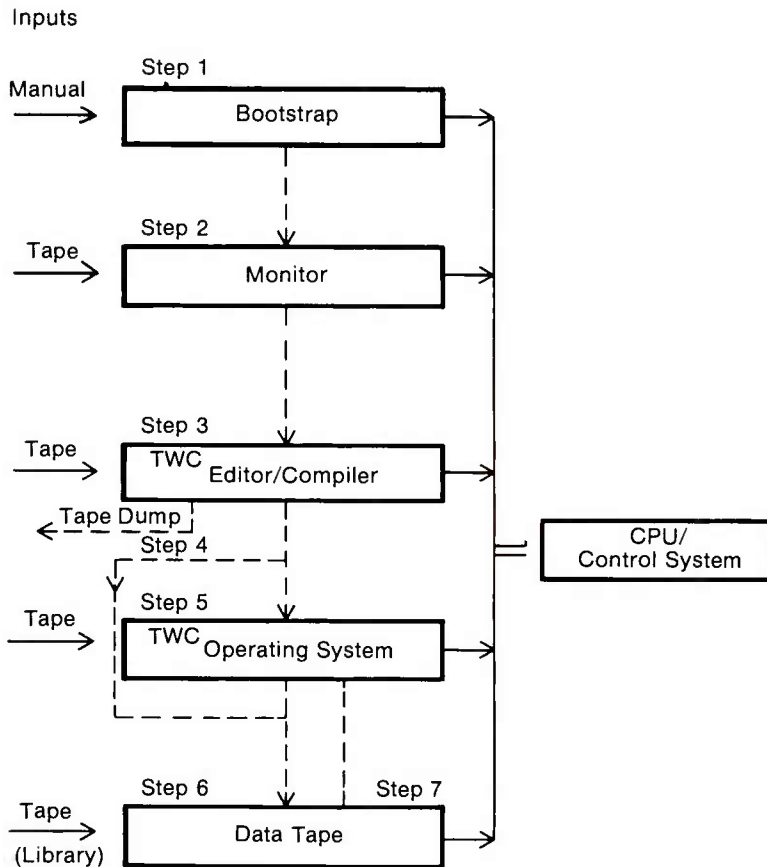 Inputs
Step 1
Manual
Bootstrap
Step 2
Tape
Monitor
Step 3
Tape
TWC Editor/Compiler
Tape Dump
CPU/
Control System
Step 4
Step 5
Tape
TWC Operating System
Step 6
Step 7
Tape
(Library)
Data Tape